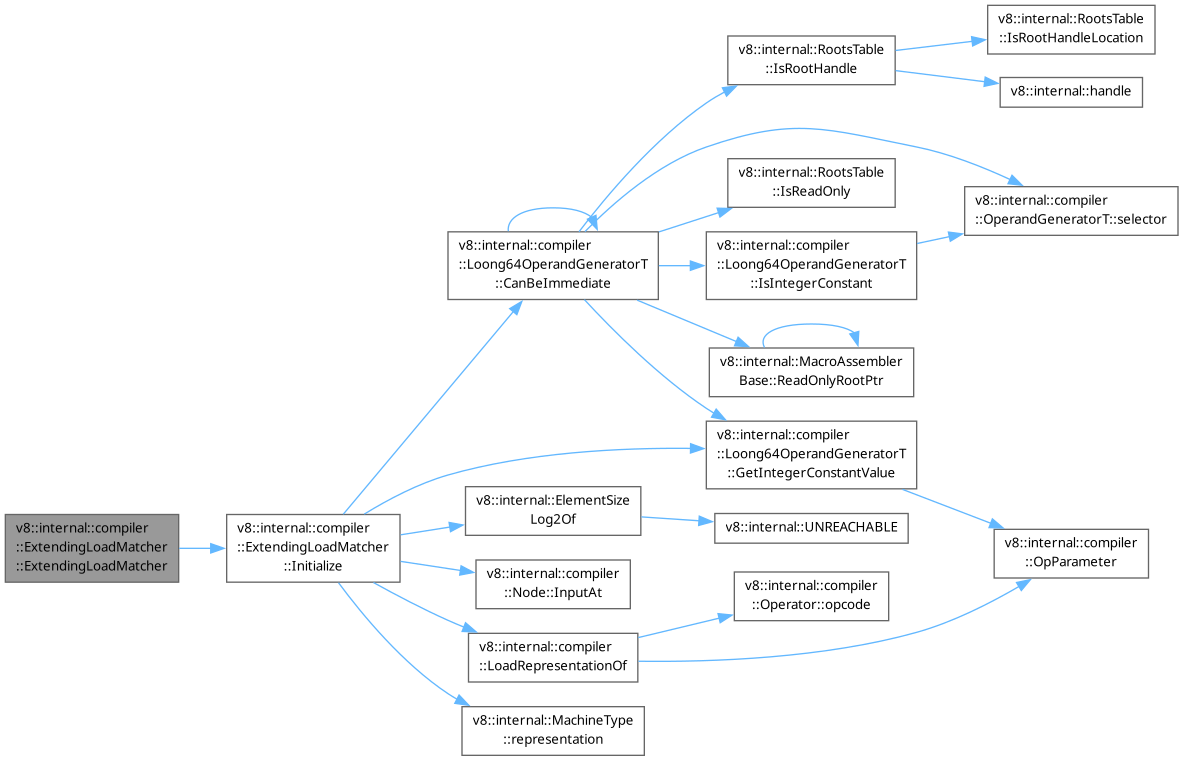 v8::internal::compiler
::ExtendingLoadMatcher
::ExtendingLoadMatcher
v8::internal::compiler
::ExtendingLoadMatcher
::Initialize
v8::internal::compiler
::Loong64OperandGeneratorT
::CanBeImmediate
v8::internal::ElementSize
Log2Of
v8::internal::compiler
::Node::InputAt
v8::internal::compiler
::LoadRepresentationOf
v8::internal::MachineType
::representation
v8::internal::RootsTable
::IsRootHandle
v8::internal::RootsTable
::IsReadOnly
v8::internal::compiler
::Loong64OperandGeneratorT
::IsIntegerConstant
v8::internal::MacroAssembler
Base::ReadOnlyRootPtr
v8::internal::compiler
::Loong64OperandGeneratorT
::GetIntegerConstantValue
v8::internal::UNREACHABLE
v8::internal::compiler
::Operator::opcode
v8::internal::RootsTable
::IsRootHandleLocation
v8::internal::handle
v8::internal::compiler
::OperandGeneratorT::selector
v8::internal::compiler
::OpParameter